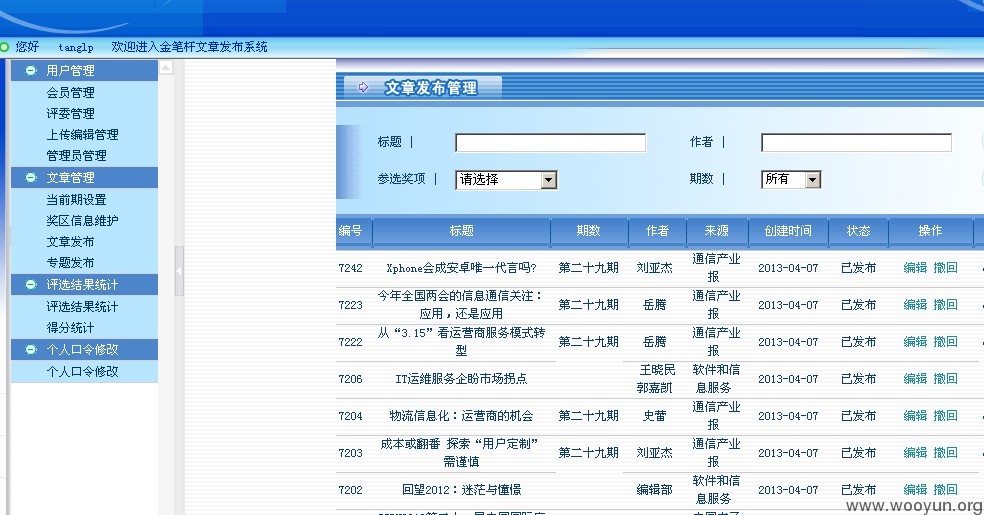 您好 tanglp 欢迎进入金笔杆文章发布系统
用户管理
会员管理
评委管理
上传编辑管理
管理员管理
文章管理
当前期设置
奖区信息维护
文章发布
专题发布
评选结果统计
评选结果统计
得分统计
个人口令修改
个人口令修改
文章发布管理
标题 | 作者 |
参选奖项 | 请选择 期数 | 所有
编号 标题 期数 作者 来源 创建时间 状态 操作
7242 Xphone会成安卓唯一代言吗? 第二十九期 刘亚杰 通信产业
报 2013-04-07 已发布 编辑 撤回
7223 今年全国两会的信息通信关注：
应用，还是应用 第二十九期 岳腾 通信产业
报 2013-04-07 已发布 编辑 撤回
7222 从“3.15”看运营商服务模式转
型 第二十九期 岳腾 通信产业
报 2013-04-07 已发布 编辑 撤回
7206 IT运维服务企盼市场拐点 王晓民
郭嘉凯 软件和信
息服务 2013-04-07 已发布 编辑 撤回
7204 物流信息化：运营商的机会 第二十九期 史蕾 通信产业
报 2013-04-07 已发布 编辑 撤回
7203 成本或翻番 探索“用户定制”
需谨慎 第二十九期 刘亚杰 通信产业
报 2013-04-07 已发布 编辑 撤回
7202 回望2012：迷茫与憧憬 编辑部 软件和信
息服务 2013-04-07 已发布 编辑 撤回
www.wooyun.org